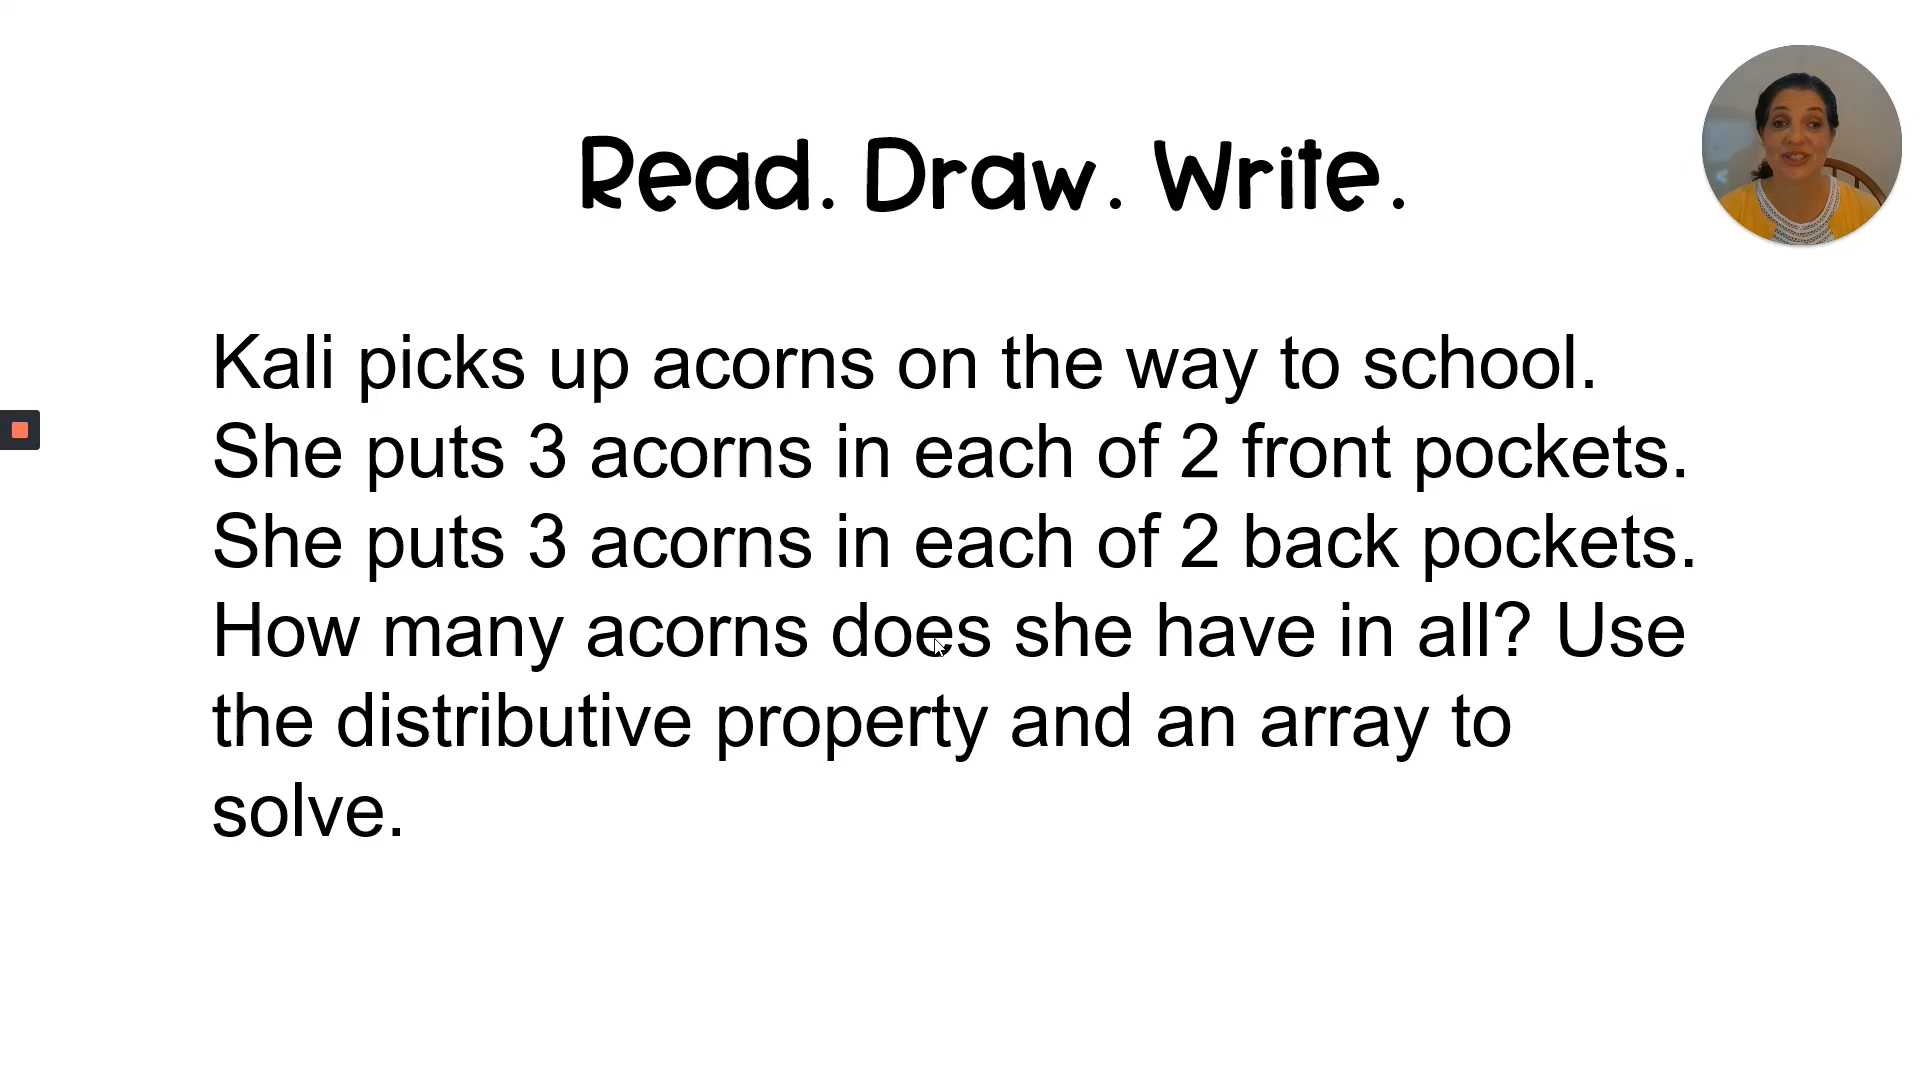 Read. Draw. Write.
Kali picks up acorns on the way to school.
She puts 3 acorns in each of 2 front pockets.
She puts 3 acorns in each of 2 back pockets.
How many acorns does she have in all? Use
the distributive property and an array to
solve.